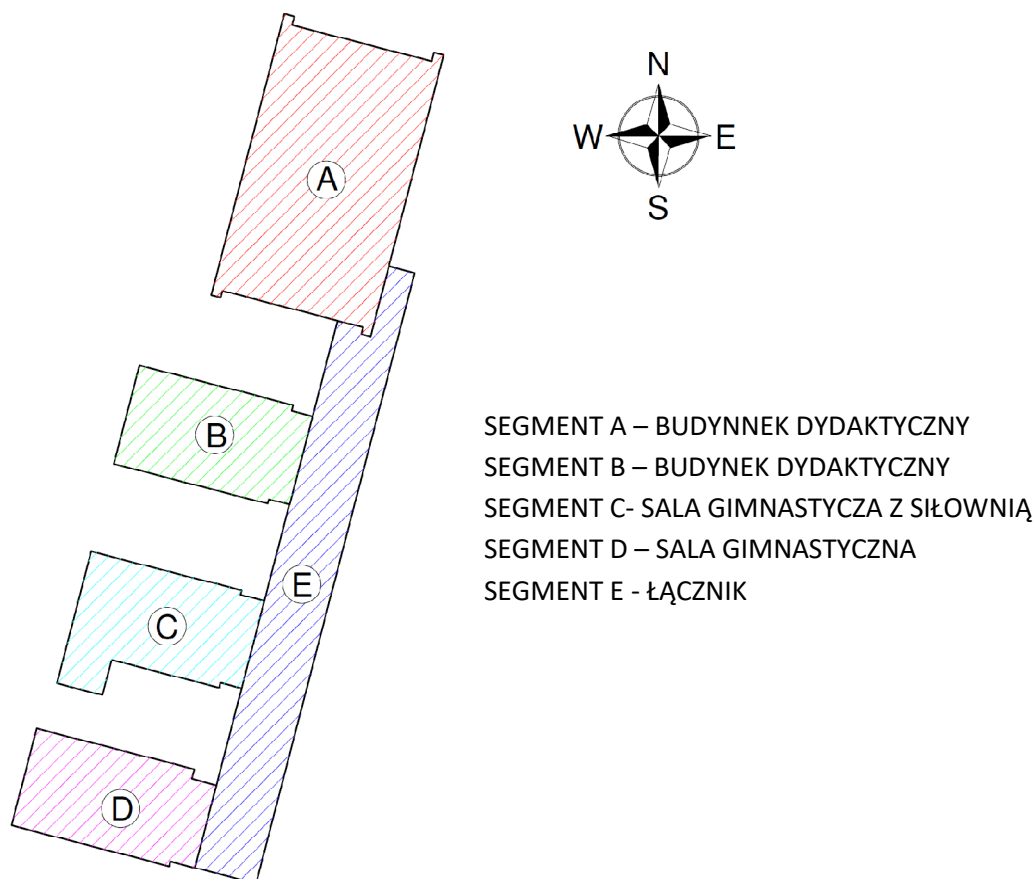 N
W E
S
A
B
SEGMENT A – BUDYNNEK DYDAKTYCZNY
SEGMENT B – BUDYNEK DYDAKTYCZNY
SEGMENT C- SALA GIMNASTYCZA Z SIŁOWNIĄ
SEGMENT D – SALA GIMNASTYCZNA
SEGMENT E - ŁĄCZNIK
E
C
D